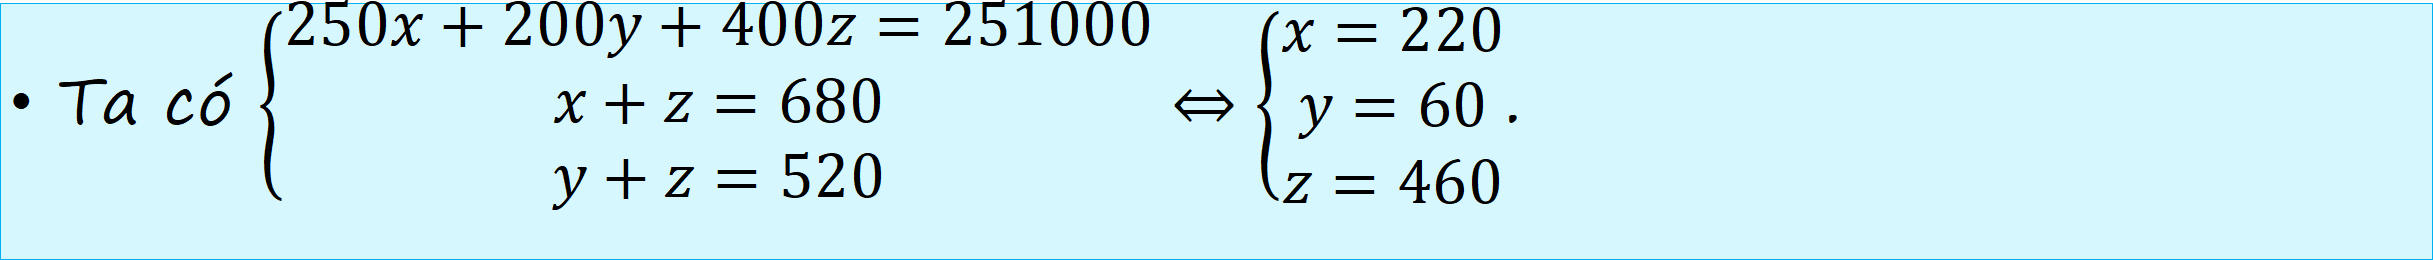 • Ta có { 250x + 200y + 400z = 251000
x + z = 680
y + z = 520
⇔ { x = 220
y = 60 .
z = 460